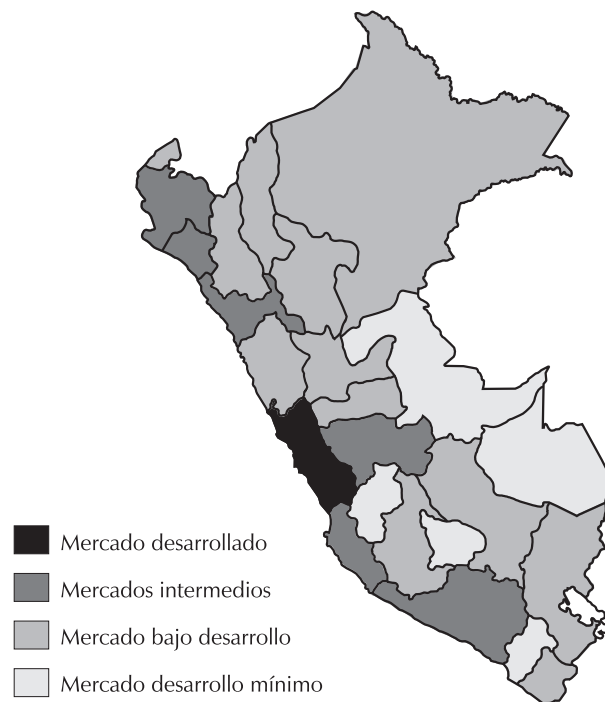 Mercado desarrollado
Mercados intermedios
Mercado bajo desarrollo
Mercado desarrollo mínimo